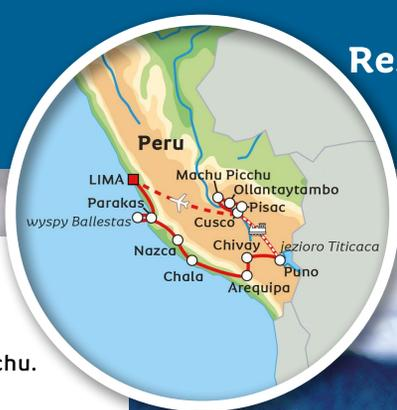 Re
Peru
Machu Picchu
LIMA
Ollantaytambo
Parakas
Pisac
wyspy Ballestas
Cusco
Nazca
Chivay
jezioro Titicaca
Chala
Puno
Arequipa
chu.